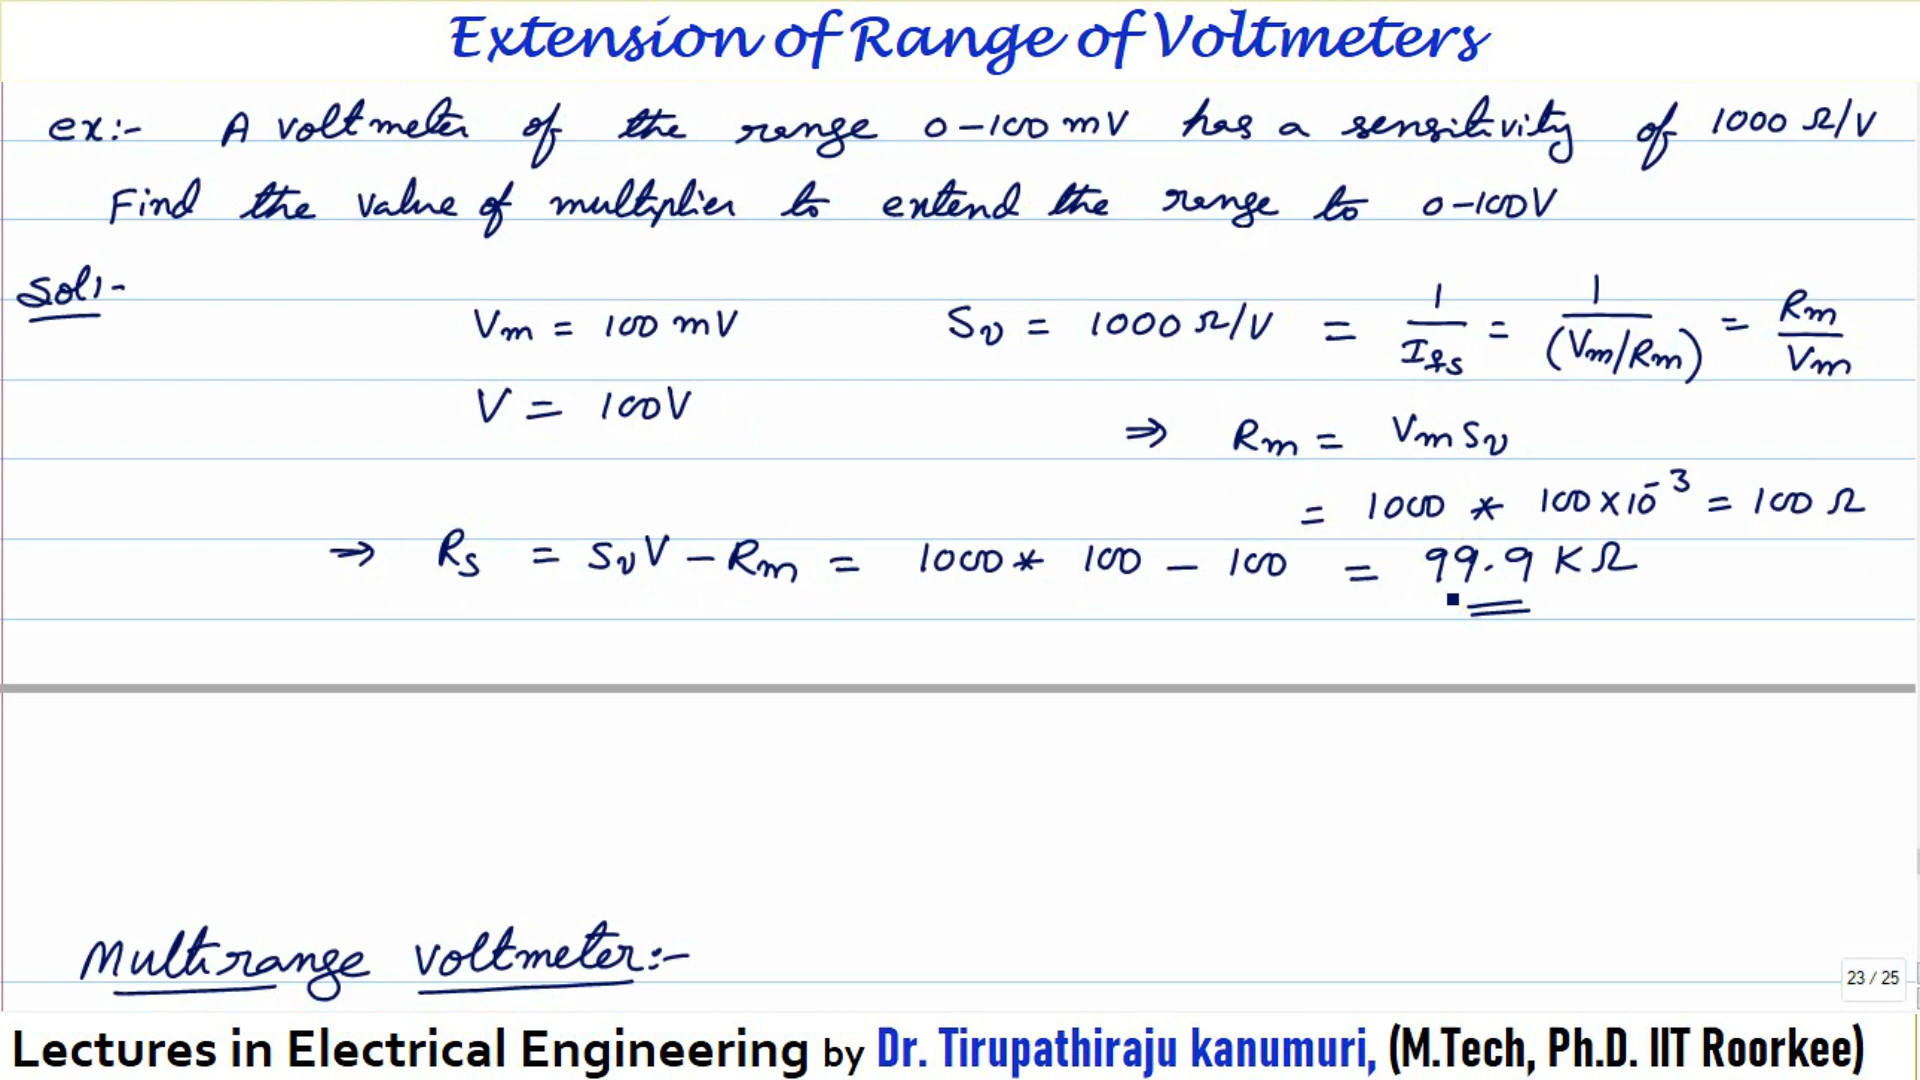 Extension of Range of Voltmeters
ex:- A voltmeter of the range 0-100 mV has a sensitivity of 1000 Ω/V
Find the value of multiplier to extend the range to 0-100V
Sol:-
Vm = 100 mV Sv = 1000 Ω/V = 1/Ifs = 1/(Vm/Rm) = Rm/Vm
V = 100V
⇒ Rm = Vm Sv
= 1000 * 100×10^-3 = 100 Ω
⇒ Rs = SvV - Rm = 1000 * 100 - 100 = 99.9 KΩ
Multirange voltmeter:-
23 / 25
Lectures in Electrical Engineering by Dr. Tirupathiraju kanumuri, (M.Tech, Ph.D. IIT Roorkee)